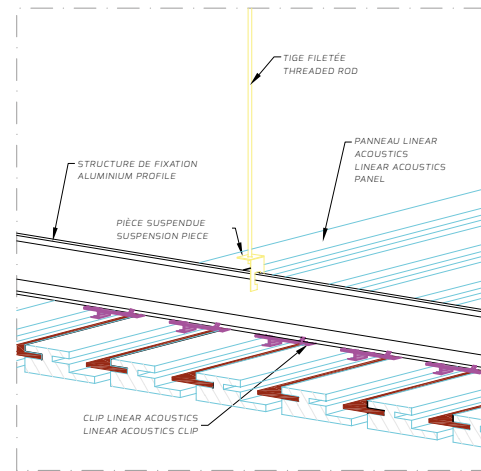 TIGE FILETÉE
THREADED ROD
PANNEAU LINEAR
ACOUSTICS
LINEAR ACOUSTICS
PANEL
STRUCTURE DE FIXATION
ALUMINIUM PROFILE
PIÈCE SUSPENDUE
SUSPENSION PIECE
CLIP LINEAR ACOUSTICS
LINEAR ACOUSTICS CLIP